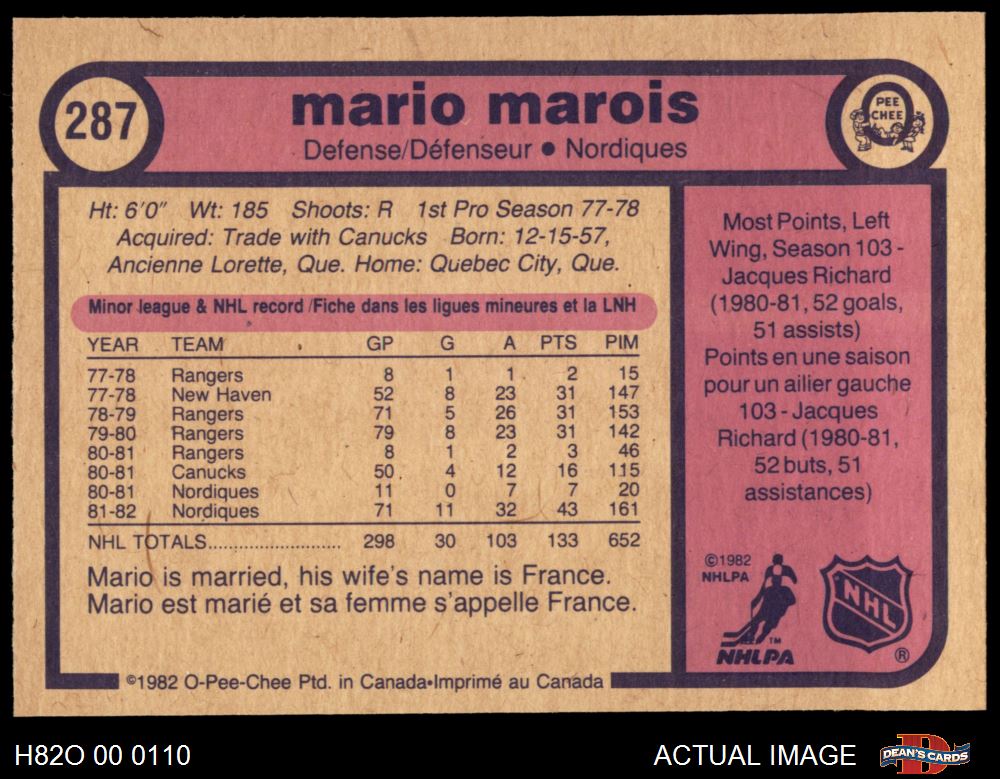 287
mario marois
Defense/Défenseur • Nordiques
PEE
CHEE
Ht: 6'0" Wt: 185 Shoots: R 1st Pro Season 77-78
Acquired: Trade with Canucks Born: 12-15-57,
Ancienne Lorette, Que. Home: Quebec City, Que.
Minor league & NHL record /Fiche dans les ligues mineures et la LNH
YEAR TEAM GP G A PTS PIM
77-78 Rangers 8 1 1 2 15
77-78 New Haven 52 8 23 31 147
78-79 Rangers 71 5 26 31 153
79-80 Rangers 79 8 23 31 142
80-81 Rangers 8 1 2 3 46
80-81 Canucks 50 4 12 16 115
80-81 Nordiques 11 0 7 7 20
81-82 Nordiques 71 11 32 43 161
NHL TOTALS........................ 298 30 103 133 652
Mario is married, his wife's name is France.
Mario est marié et sa femme s'appelle France.
©1982 O-Pee-Chee Ptd. in Canada•Imprimé au Canada
Most Points, Left
Wing, Season 103 -
Jacques Richard
(1980-81, 52 goals,
51 assists)
Points en une saison
pour un ailier gauche
103 - Jacques
Richard (1980-81,
52 buts, 51
assistances)
©1982
NHLPA
TM
NHLPA
NHL
®
H82O 00 0110
ACTUAL IMAGE
DEAN'S CARDS